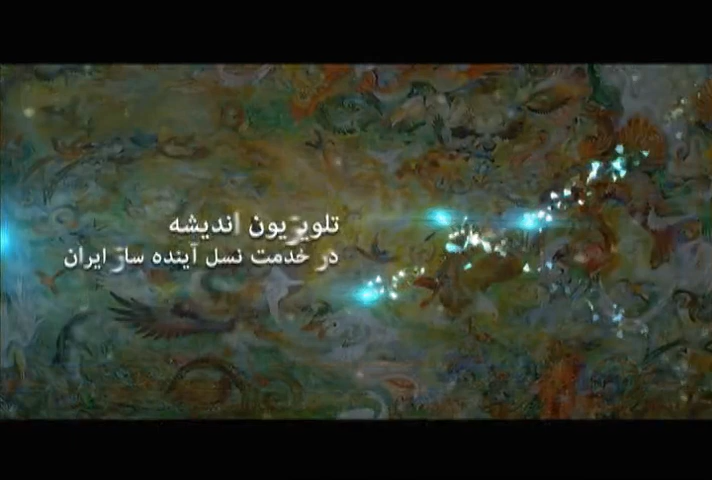 تلویزیون اندیشه
در خدمت نسل آینده ساز ایران